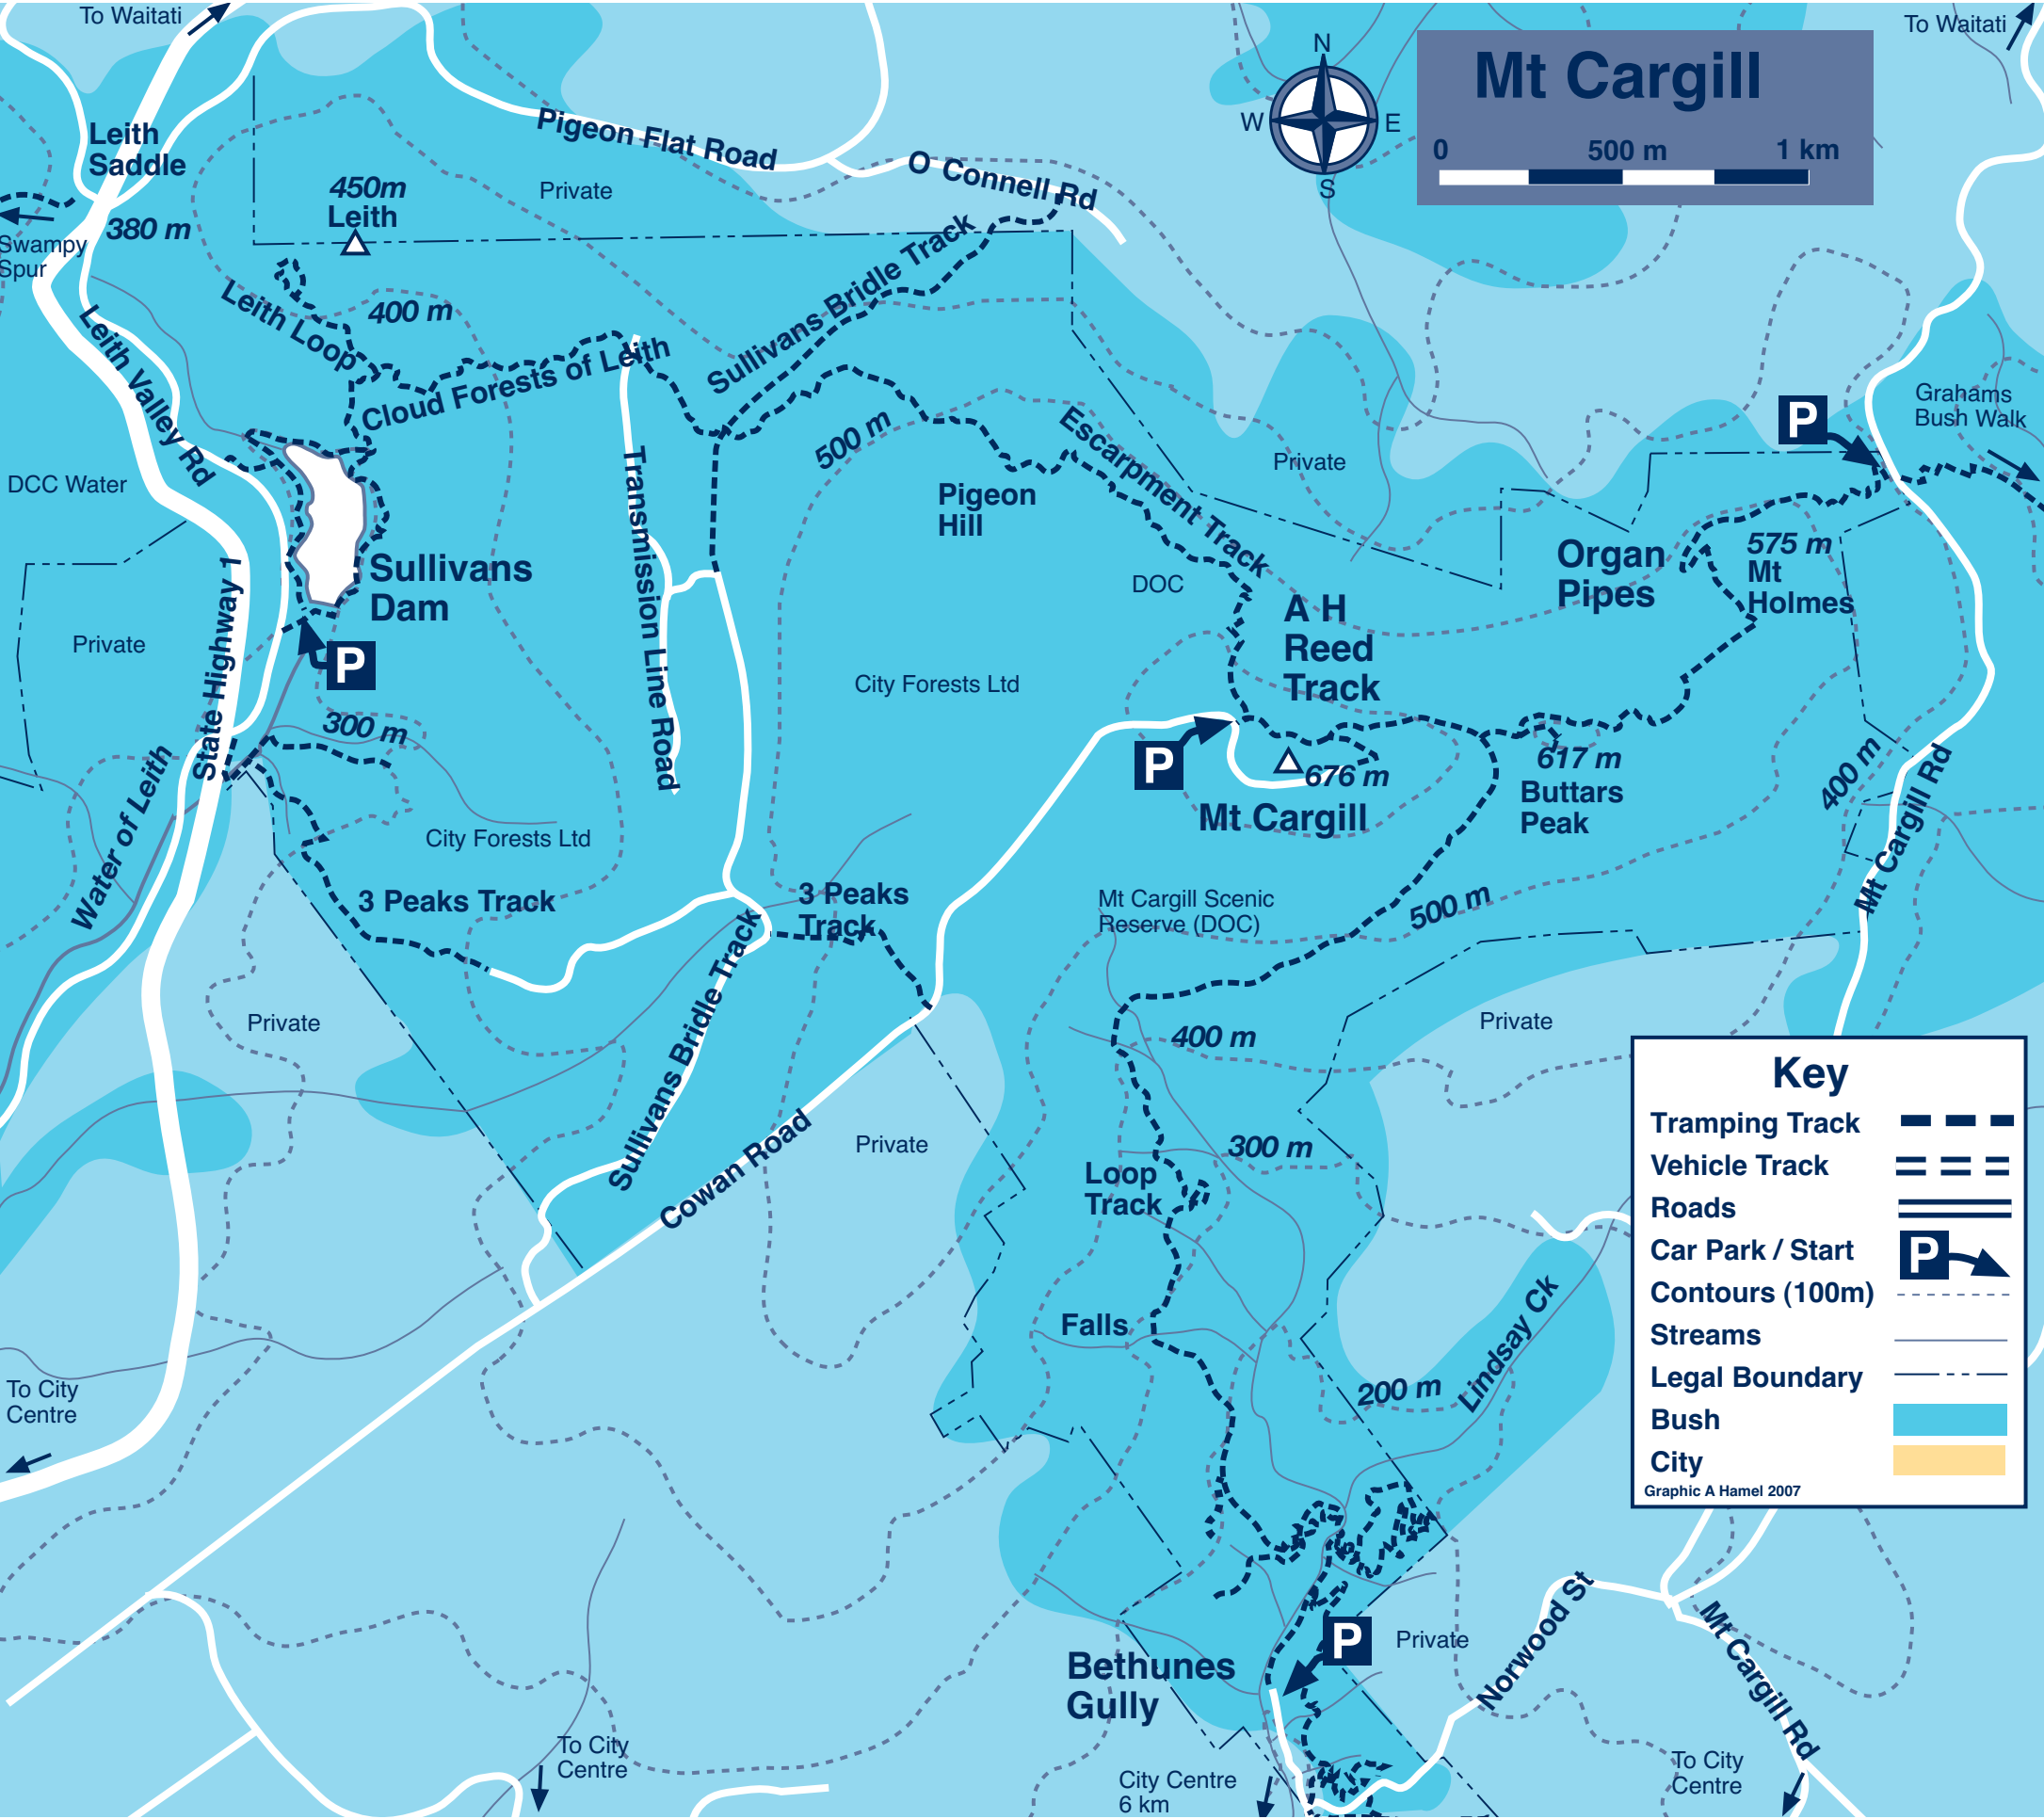 To Waitati
To Waitati
N
W
E
S
Mt Cargill
0
500 m
1 km
Pigeon Flat Road
O Connell Rd
Leith
Saddle
450m
Leith
Private
380 m
Swampy
Spur
Sullivans Bridle Track
Leith Loop
400 m
Leith Valley Rd
Cloud Forests of Leith
500 m
Escarpment Track
Private
P
Grahams
Bush Walk
DCC Water
Transmission Line Road
Pigeon
Hill
Organ
Pipes
575 m
Mt
Holmes
Sullivans
Dam
DOC
A H
Reed
Track
Private
P
State Highway 1
City Forests Ltd
300 m
P
676 m
Mt Cargill
617 m
Buttars
Peak
400 m
Mt Cargill Rd
Water of Leith
City Forests Ltd
3 Peaks Track
3 Peaks
Track
Mt Cargill Scenic
Reserve (DOC)
500 m
Private
Sullivans Bridle Track
400 m
Private
Cowan Road
Private
300 m
Loop
Track
Falls
Lindsay Ck
200 m
Key
Tramping Track
Vehicle Track
Roads
Car Park / Start
P
Contours (100m)
Streams
Legal Boundary
Bush
City
Graphic A Hamel 2007
To City
Centre
P
Private
Norwood St
Mt Cargill Rd
Bethunes
Gully
To City
Centre
City Centre
6 km
To City
Centre